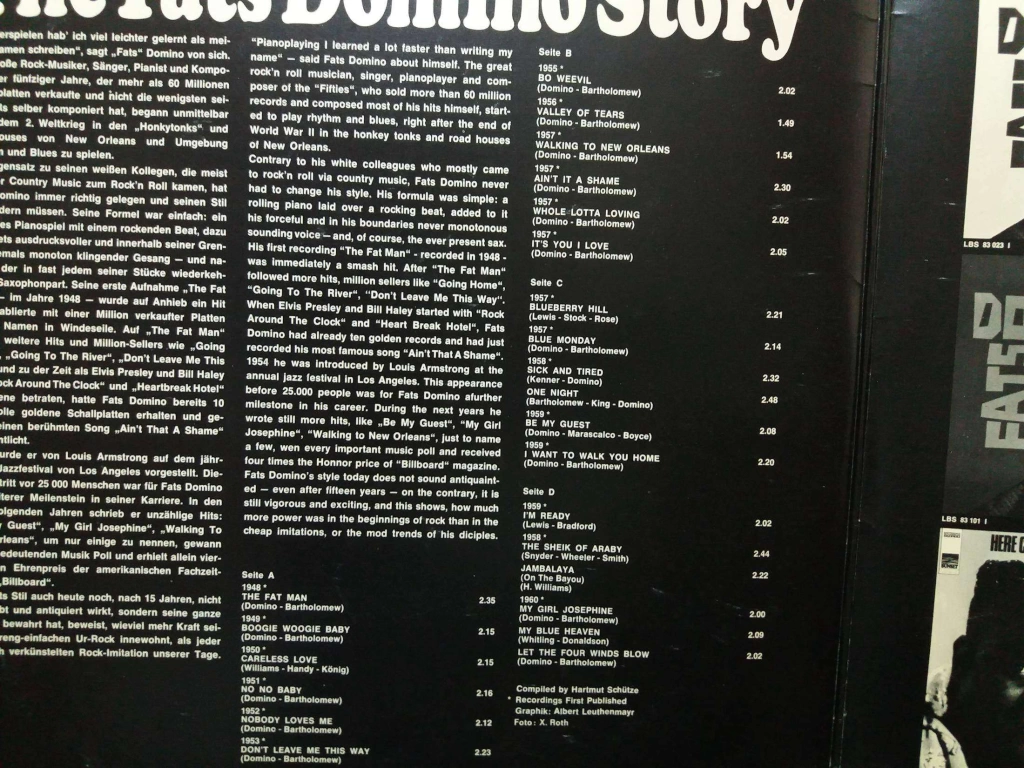 The Fats Domino Story
erspielen hab' ich viel leichter gelernt als mei-
amen schreiben", sagt „Fats" Domino von sich.
oße Rock-Musiker, Sänger, Pianist und Kompo-
er fünfziger Jahre, der mehr als 60 Millionen
platten verkaufte und nicht die wenigsten sei-
ts selber komponiert hat, begann unmittelbar
dem 2. Weltkrieg in den „Honkytonks" und
ouses von New Orleans und Umgebung
n und Blues zu spielen.
gensatz zu seinen weißen Kollegen, die meist
r Country Music zum Rock'n Roll kamen, hat
omino immer richtig gelegen und seinen Stil
dern müssen. Seine Formel war einfach: ein
es Pianospiel mit einem rockenden Beat, dazu
ets ausdrucksvoller und innerhalb seiner Gren-
emals monoton klingender Gesang — und na-
der in fast jedem seiner Stücke wiederkeh-
Saxophonpart. Seine erste Aufnahme „The Fat
— im Jahre 1948 — wurde auf Anhieb ein Hit
ablierte mit einer Million verkaufter Platten
Namen in Windeseile. Auf „The Fat Man"
weitere Hits und Million-Sellers wie „Going
, „Going To The River", „Don't Leave Me This
und zu der Zeit als Elvis Presley und Bill Haley
ock Around The Clock" und „Heartbreak Hotel"
ene betraten, hatte Fats Domino bereits 10
olle goldene Schallplatten erhalten und ge-
einen berühmten Song „Ain't That A Shame"
ntlicht.
urde er von Louis Armstrong auf dem jähr-
Jazzfestival von Los Angeles vorgestellt. Die-
tritt vor 25 000 Menschen war für Fats Domino
iterer Meilenstein in seiner Karriere. In den
olgenden Jahren schrieb er unzählige Hits:
y Guest", „My Girl Josephine", „Walking To
rleans", um nur einige zu nennen, gewann
edeutenden Musik Poll und erhielt allein vier-
n Ehrenpreis der amerikanischen Fachzeit-
„Billboard".
ts Stil auch heute noch, nach 15 Jahren, nicht
bt und antiquiert wirkt, sondern seine ganze
bewahrt hat, beweist, wieviel mehr Kraft sei-
reng-einfachen Ur-Rock innewohnt, als jeder
h verkünstelten Rock-Imitation unserer Tage.
"Pianoplaying I learned a lot faster than writing my
name" — said Fats Domino about himself. The great
rock'n roll musician, singer, pianoplayer and com-
poser of the "Fifties", who sold more than 60 million
records and composed most of his hits himself, start-
ed to play rhythm and blues, right after the end of
World War II in the honkey tonks and road houses
of New Orleans.
Contrary to his white colleagues who mostly came
to rock'n roll via country music, Fats Domino never
had to change his style. His formula was simple: a
rolling piano laid over a rocking beat, added to it
his forceful and in his boundaries never monotonous
sounding voice — and, of course, the ever present sax.
His first recording "The Fat Man" - recorded in 1948 -
was immediately a smash hit. After "The Fat Man"
followed more hits, million sellers like "Going Home",
"Going To The River", "Don't Leave Me This Way".
When Elvis Presley and Bill Haley started with "Rock
Around The Clock" and "Heart Break Hotel", Fats
Domino had already ten golden records and had just
recorded his most famous song "Ain't That A Shame".
1954 he was introduced by Louis Armstrong at the
annual jazz festival in Los Angeles. This appearance
before 25.000 people was for Fats Domino afurther
milestone in his career. During the next years he
wrote still more hits, like „Be My Guest", "My Girl
Josephine", "Walking to New Orleans", just to name
a few, wen every important music poll and received
four times the Honnor price of "Billboard" magazine.
Fats Domino's style today does not sound antiquaint-
ed — even after fifteen years — on the contrary, it is
still vigorous and exciting, and this shows, how much
more power was in the beginnings of rock than in the
cheap imitations, or the mod trends of his diciples.
Seite A
1948 *
THE FAT MAN 2.35
(Domino - Bartholomew)
1949 *
BOOGIE WOOGIE BABY 2.15
(Domino - Bartholomew)
1950 *
CARELESS LOVE 2.15
(Williams - Handy - König)
1951 *
NO NO BABY 2.16
(Domino - Bartholomew)
1952 *
NOBODY LOVES ME 2.12
(Domino - Bartholomew)
1953 *
DON'T LEAVE ME THIS WAY 2.23
(Domino - Bartholomew)
Seite B
1955 *
BO WEEVIL
(Domino - Bartholomew) 2.02
1956 *
VALLEY OF TEARS
(Domino - Bartholomew) 1.49
1957 *
WALKING TO NEW ORLEANS
(Domino - Bartholomew) 1.54
1957 *
AIN'T IT A SHAME
(Domino - Bartholomew) 2.30
1957 *
WHOLE LOTTA LOVING
(Domino - Bartholomew) 2.02
1957 *
IT'S YOU I LOVE
(Domino - Bartholomew) 2.05
Seite C
1957 *
BLUEBERRY HILL
(Lewis - Stock - Rose) 2.21
1957 *
BLUE MONDAY
(Domino - Bartholomew) 2.14
1958 *
SICK AND TIRED
(Kenner - Domino) 2.32
ONE NIGHT
(Bartholomew - King - Domino) 2.48
1959 *
BE MY GUEST
(Domino - Marascalco - Boyce) 2.08
1959 *
I WANT TO WALK YOU HOME
(Domino - Bartholomew) 2.20
Seite D
1959 *
I'M READY
(Lewis - Bradford) 2.02
1958 *
THE SHEIK OF ARABY
(Snyder - Wheeler - Smith) 2.44
JAMBALAYA
(On The Bayou) 2.22
(H. Williams)
1960 *
MY GIRL JOSEPHINE
(Domino - Bartholomew) 2.00
MY BLUE HEAVEN
(Whitling - Donaldson) 2.09
LET THE FOUR WINDS BLOW
(Domino - Bartholomew) 2.02
Compiled by Hartmut Schütze
* Recordings First Published
Graphik: Albert Leuthenmayr
Foto: X. Roth
LBS 83 023 I
FATS D
LBS 83 101 I
HERE C